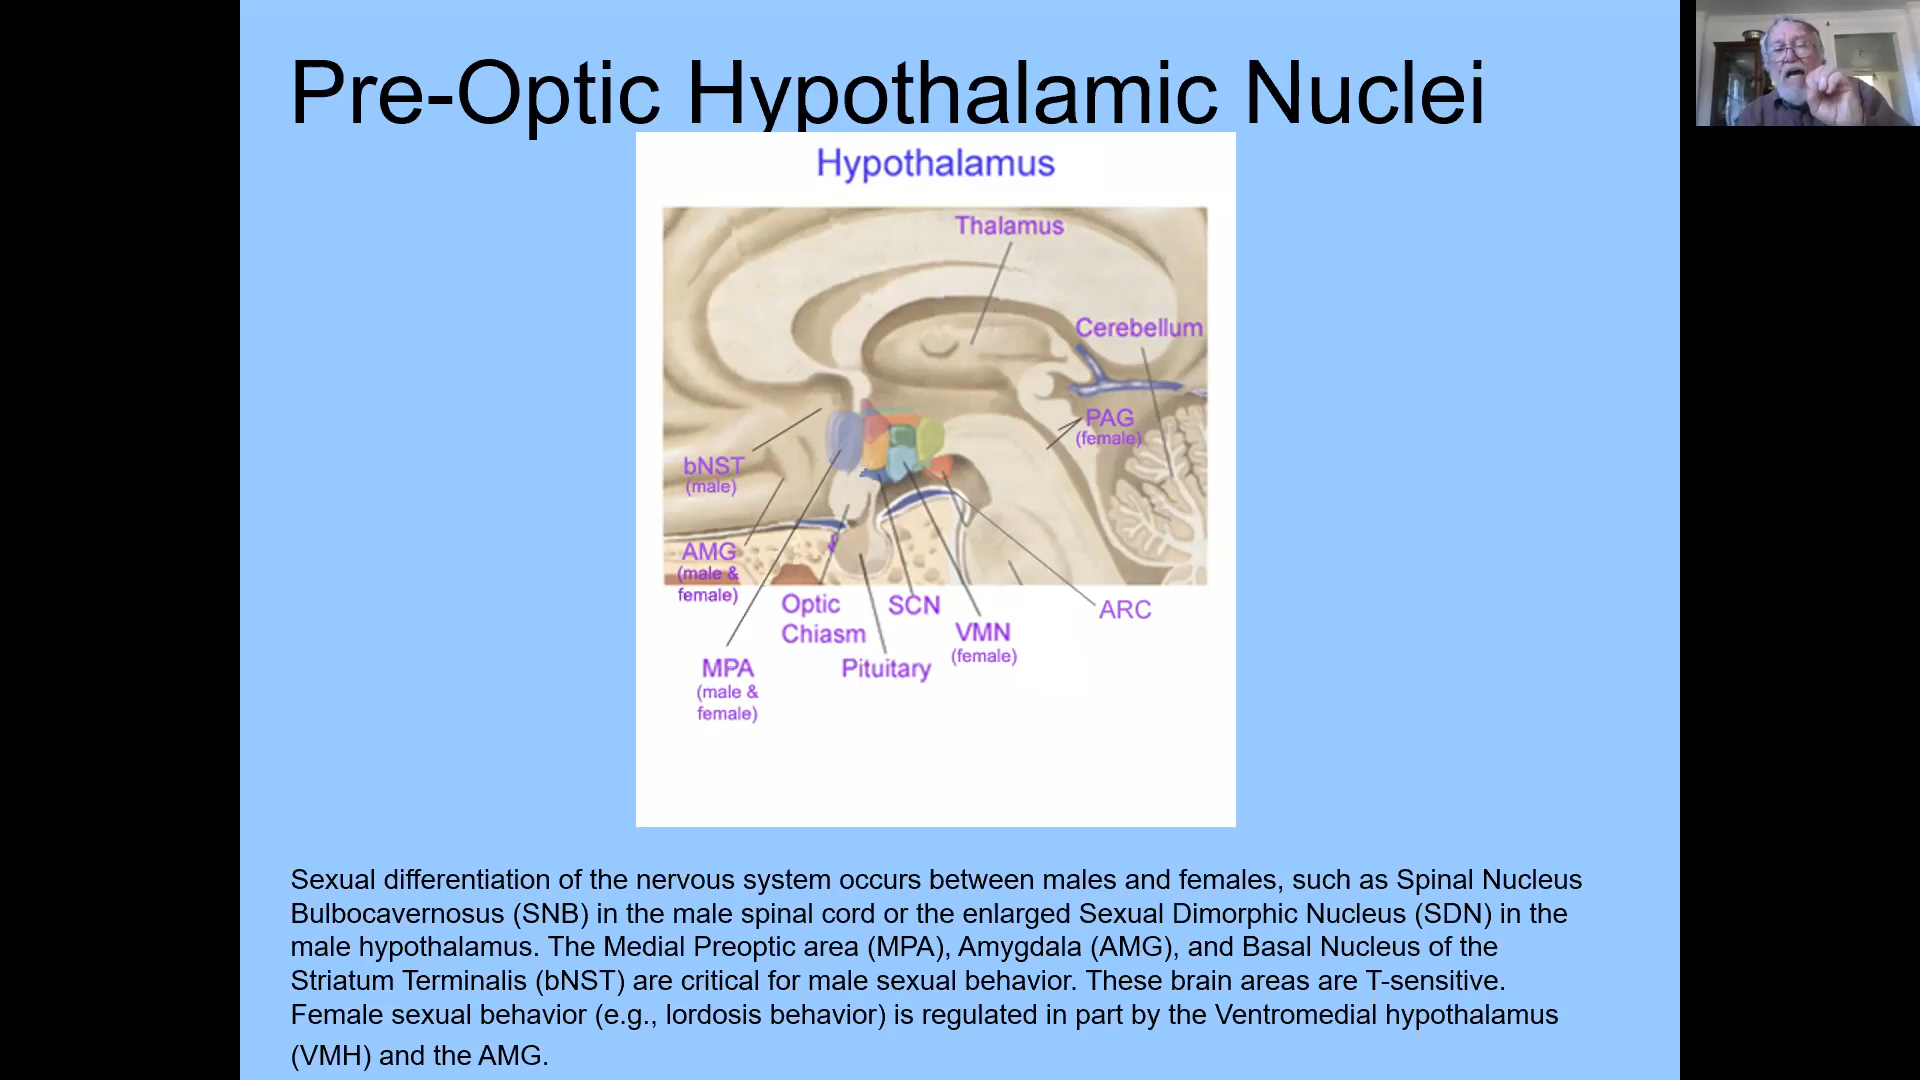 Pre-Optic Hypothalamic Nuclei
Hypothalamus
Thalamus
Cerebellum
PAG
(female)
bNST
(male)
AMG
(male &
female)
Optic
Chiasm
SCN
ARC
VMN
(female)
MPA
(male &
female)
Pituitary
Sexual differentiation of the nervous system occurs between males and females, such as Spinal Nucleus
Bulbocavernosus (SNB) in the male spinal cord or the enlarged Sexual Dimorphic Nucleus (SDN) in the
male hypothalamus. The Medial Preoptic area (MPA), Amygdala (AMG), and Basal Nucleus of the
Striatum Terminalis (bNST) are critical for male sexual behavior. These brain areas are T-sensitive.
Female sexual behavior (e.g., lordosis behavior) is regulated in part by the Ventromedial hypothalamus
(VMH) and the AMG.